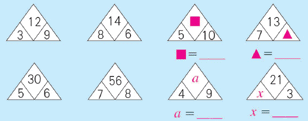 12 14 13
3 9 8 6 5 10 7
= ____ = ____
30 56 a 21
5 6 7 8 4 9 x 3
a = ____ x = ____